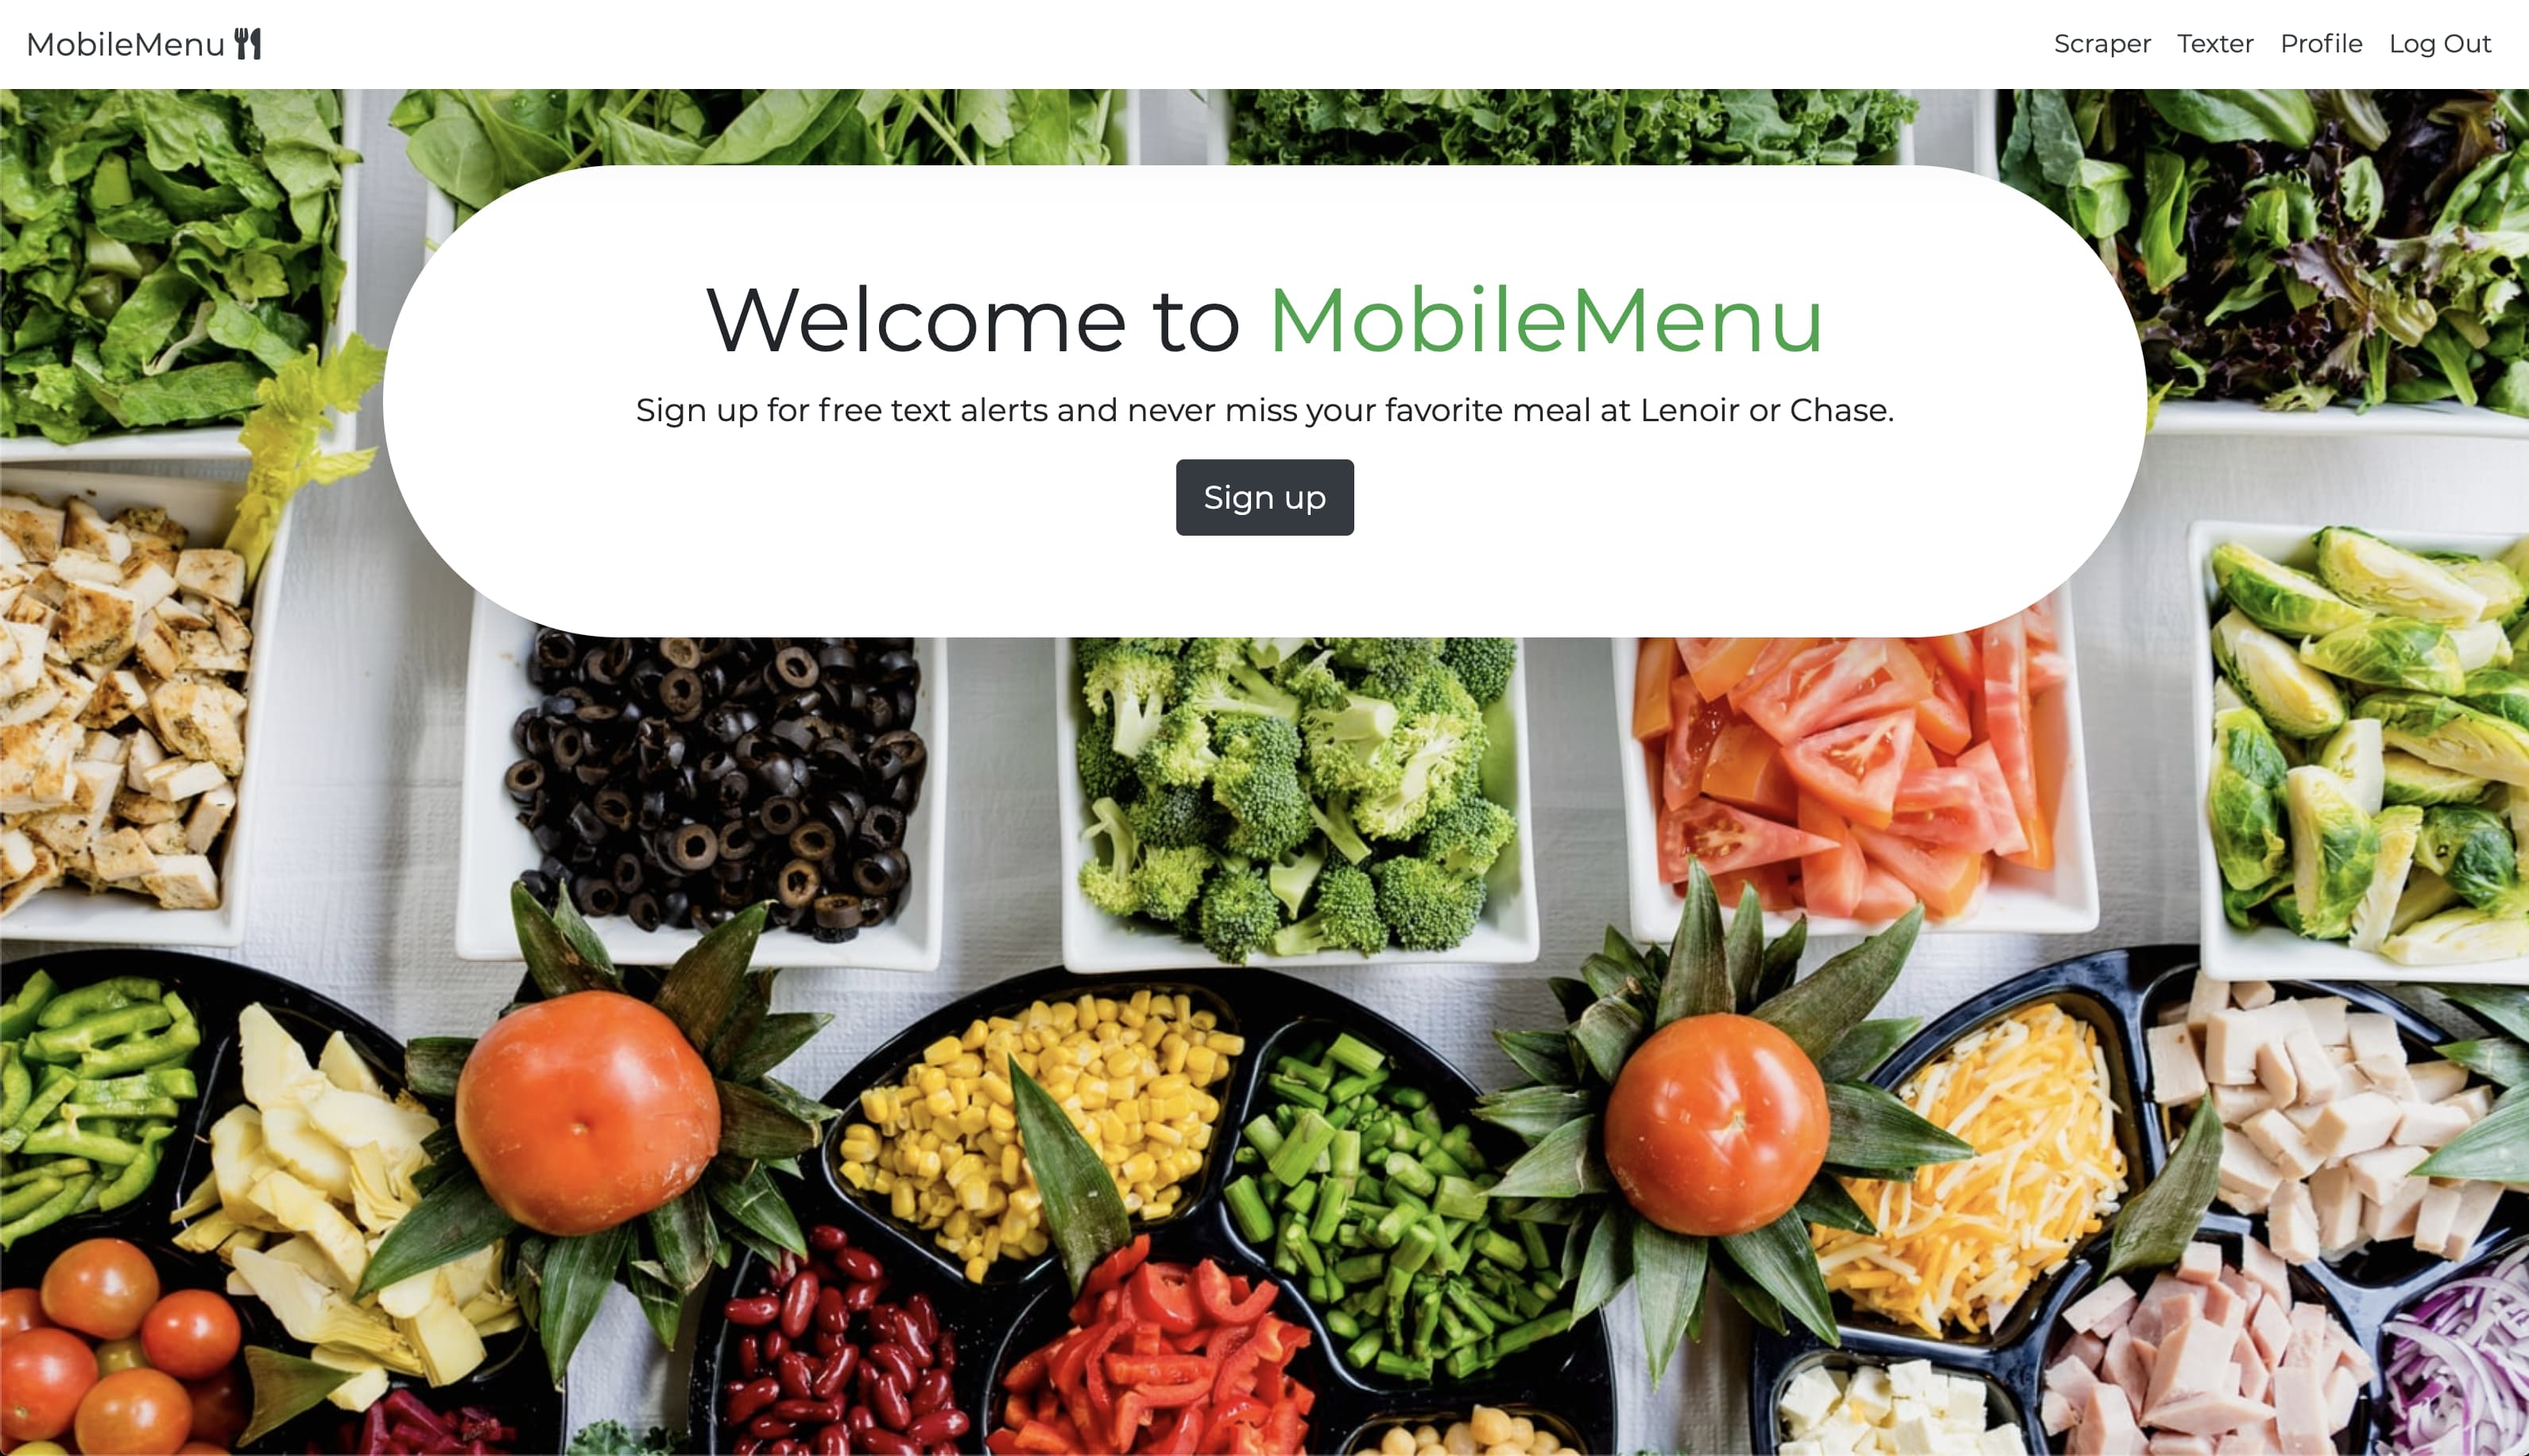 MobileMenu
Scraper Texter Profile Log Out
Welcome to MobileMenu
Sign up for free text alerts and never miss your favorite meal at Lenoir or Chase.
Sign up